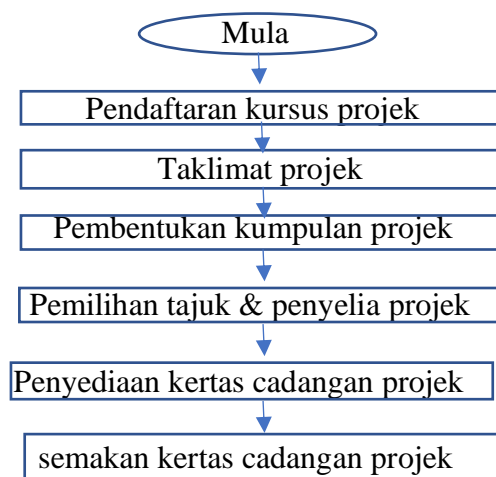 Mula
Pendaftaran kursus projek
Taklimat projek
Pembentukan kumpulan projek
Pemilihan tajuk & penyelia projek
Penyediaan kertas cadangan projek
semakan kertas cadangan projek